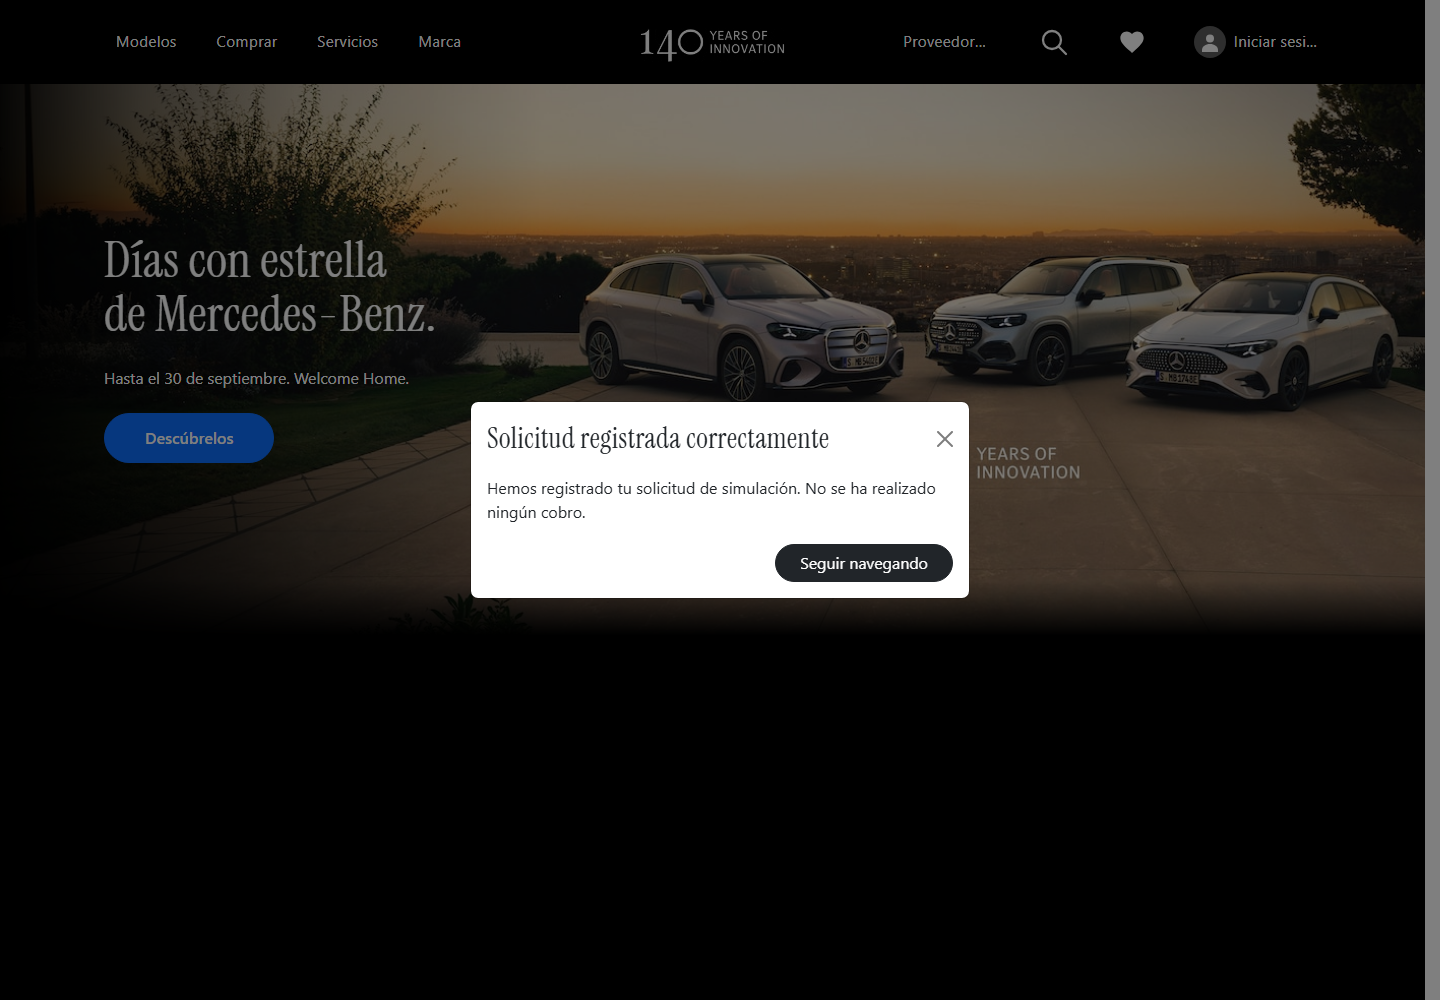 Modelos Comprar Servicios Marca
140 YEARS OF
INNOVATION
Proveedor...
Iniciar sesi...
Días con estrella
de Mercedes-Benz.
Hasta el 30 de septiembre. Welcome Home.
Descúbrelos
YEARS OF
INNOVATION
Solicitud registrada correctamente
Hemos registrado tu solicitud de simulación. No se ha realizado
ningún cobro.
Seguir navegando